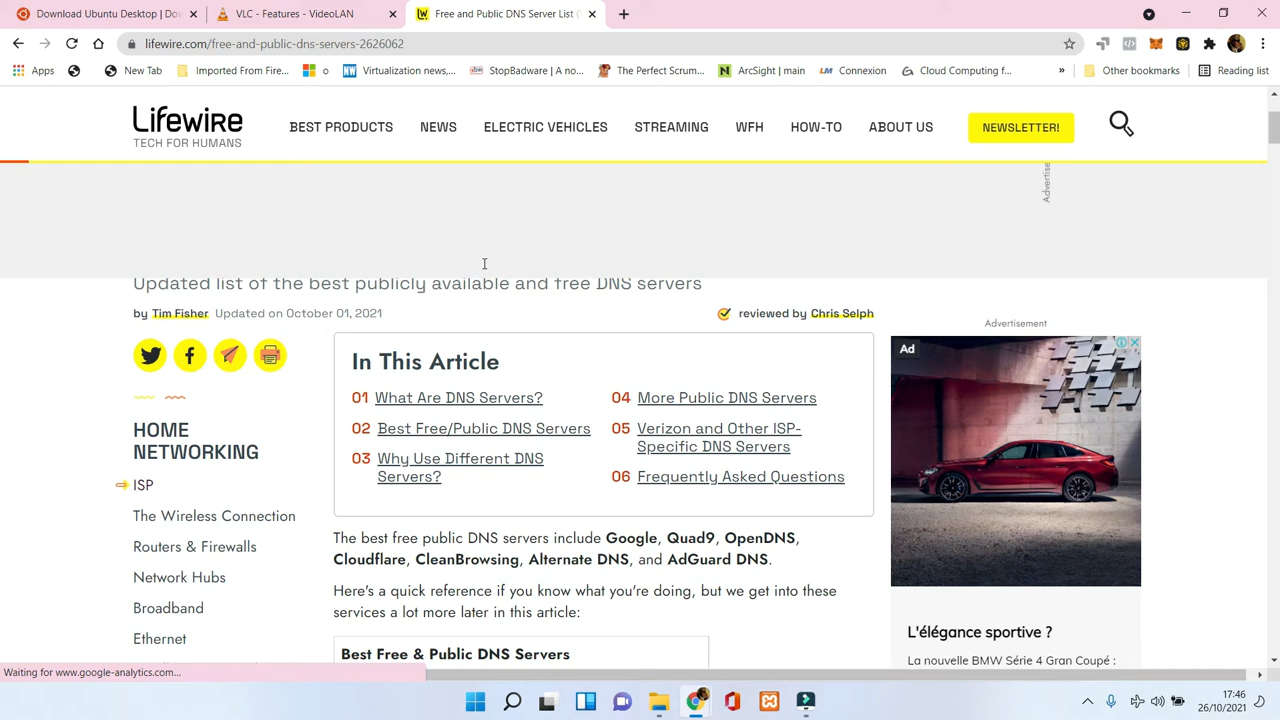 Download Ubuntu Desktop | Do
VLC - Features - VideoLAN
Free and Public DNS Server List (
lifewire.com/free-and-public-dns-servers-2626062
Apps
New Tab
Imported From Fire...
o
Virtualization news,...
StopBadware | A no...
The Perfect Scrum...
ArcSight | main
Connexion
Cloud Computing f...
»
Other bookmarks
Reading list
Lifewire
TECH FOR HUMANS
BEST PRODUCTS
NEWS
ELECTRIC VEHICLES
STREAMING
WFH
HOW-TO
ABOUT US
NEWSLETTER!
Advertise
Updated list of the best publicly available and free DNS servers
by Tim Fisher Updated on October 01, 2021
reviewed by Chris Selph
Advertisement
In This Article
01 What Are DNS Servers?
02 Best Free/Public DNS Servers
03 Why Use Different DNS
Servers?
04 More Public DNS Servers
05 Verizon and Other ISP-
Specific DNS Servers
06 Frequently Asked Questions
HOME
NETWORKING
ISP
The Wireless Connection
Routers & Firewalls
Network Hubs
Broadband
Ethernet
The best free public DNS servers include Google, Quad9, OpenDNS,
Cloudflare, CleanBrowsing, Alternate DNS, and AdGuard DNS.
Here's a quick reference if you know what you're doing, but we get into these
services a lot more later in this article:
Best Free & Public DNS Servers
Ad
L'élégance sportive ?
La nouvelle BMW Série 4 Gran Coupé :
Waiting for www.google-analytics.com...
17:46
26/10/2021